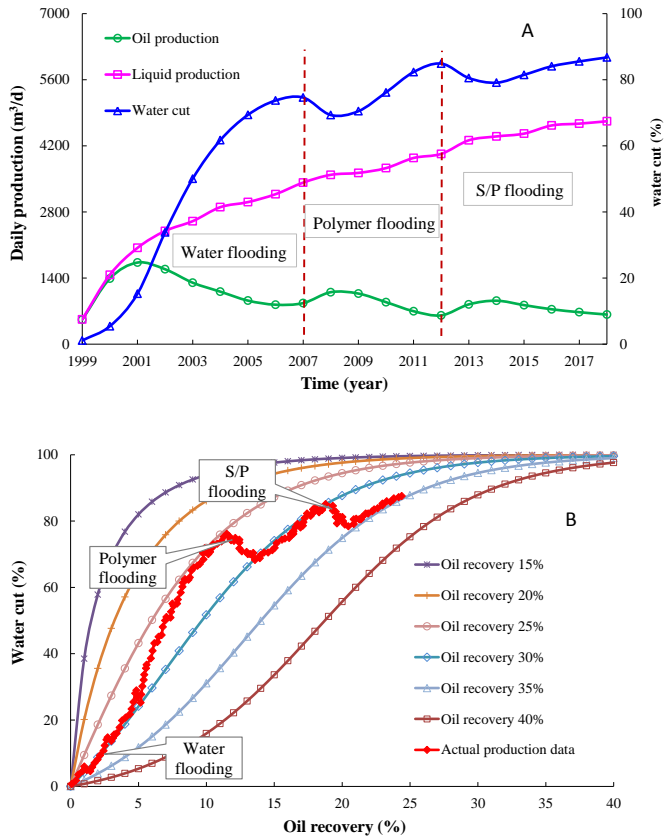 7000
5600
4200
2800
1400
0
Daily production (m³/d)
100
80
60
40
20
0
water cut (%)
A
Oil production
Liquid production
Water cut
S/P flooding
Polymer flooding
Water flooding
1999 2001 2003 2005 2007 2009 2011 2013 2015 2017
Time (year)
100
80
60
40
20
0
Water cut (%)
S/P
flooding
B
Polymer
flooding
Water
flooding
Oil recovery 15%
Oil recovery 20%
Oil recovery 25%
Oil recovery 30%
Oil recovery 35%
Oil recovery 40%
Actual production data
0 5 10 15 20 25 30 35 40
Oil recovery (%)